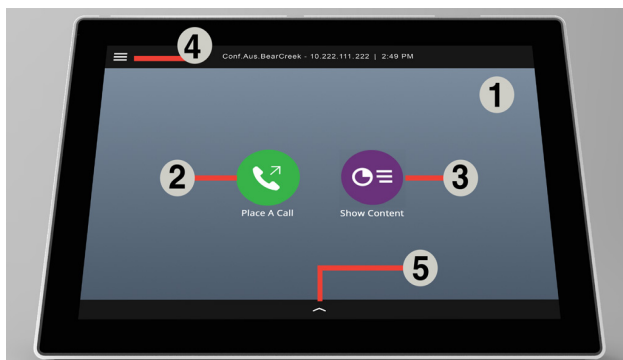 4
Conf.Aus.BearCreek - 10.222.111.222 | 2:49 PM
1
2
3
Place A Call
Show Content
5